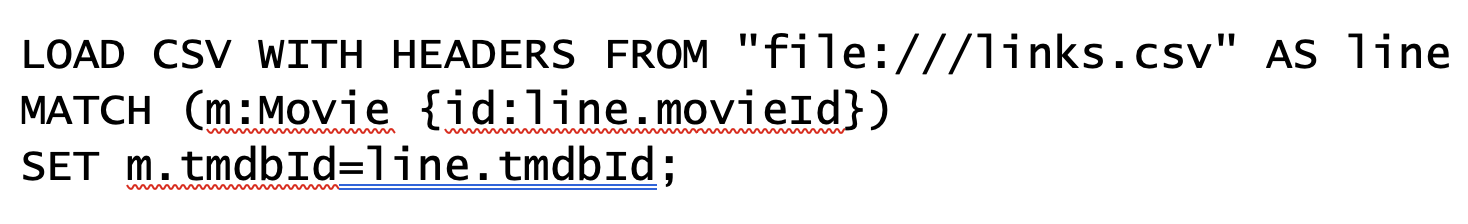 LOAD CSV WITH HEADERS FROM "file:///links.csv" AS line
MATCH (m:Movie {id:line.movieId})
SET m.tmdbId=line.tmdbId;